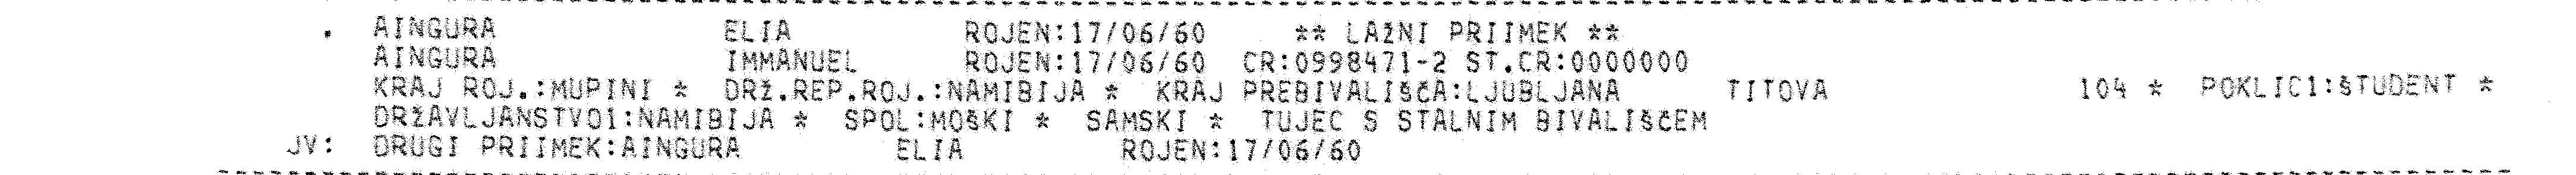 . AINGURA ELIA ROJEN:17/06/60 ** LAŽNI PRIIMEK **
AINGURA IMMANUEL ROJEN:17/06/60 CR:0998471-2 ST.CR:0000000
KRAJ ROJ.:MUPINI * DRŽ.REP.ROJ.:NAMIBIJA * KRAJ PREBIVALIŠČA:LJUBLJANA TITOVA 104 * POKLIC1:ŠTUDENT *
DRŽAVLJANSTVO1:NAMIBIJA * SPOL:MOŠKI * SAMSKI * TUJEC S STALNIM BIVALIŠČEM
JV: DRUGI PRIIMEK:AINGURA ELIA ROJEN:17/06/60